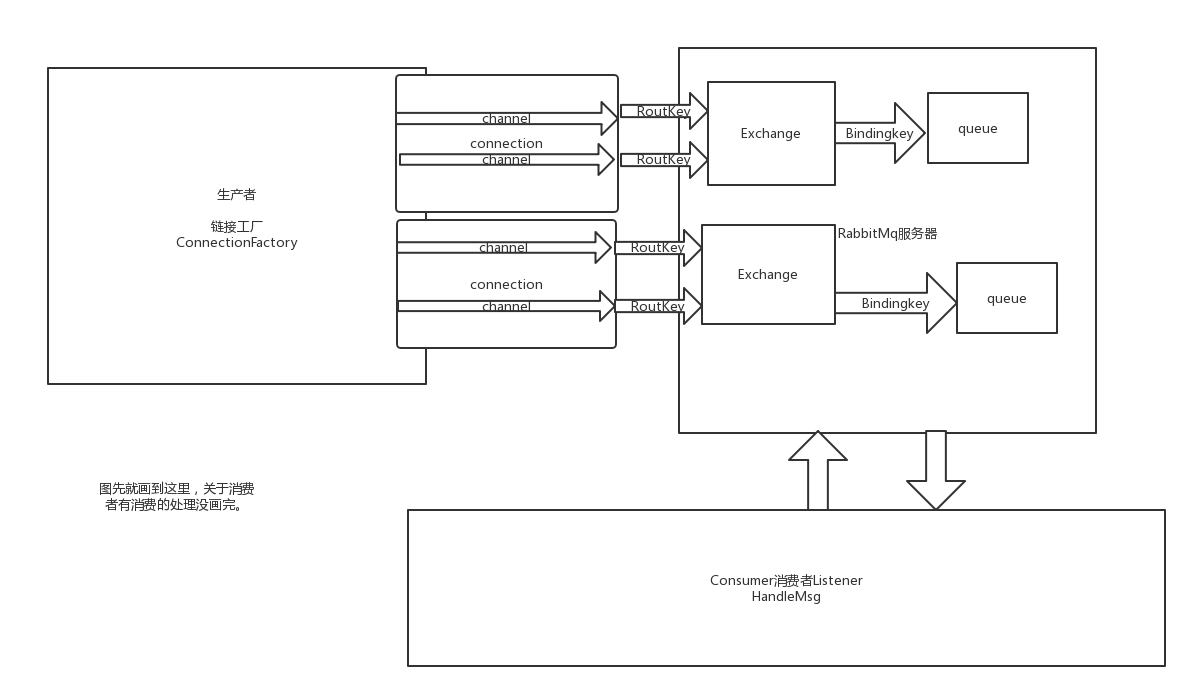 生产者
链接工厂
ConnectionFactory
channel
connection
channel
channel
connection
channel
RoutKey
RoutKey
RoutKey
RoutKey
Exchange
Bindingkey
queue
RabbitMq服务器
Exchange
Bindingkey
queue
图先就画到这里，关于消费
者有消费的处理没画完。
Consumer消费者Listener
HandleMsg